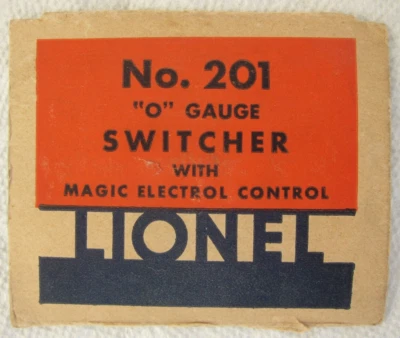 No. 201
"O" GAUGE
SWITCHER
WITH
MAGIC ELECTROL CONTROL
LIONEL